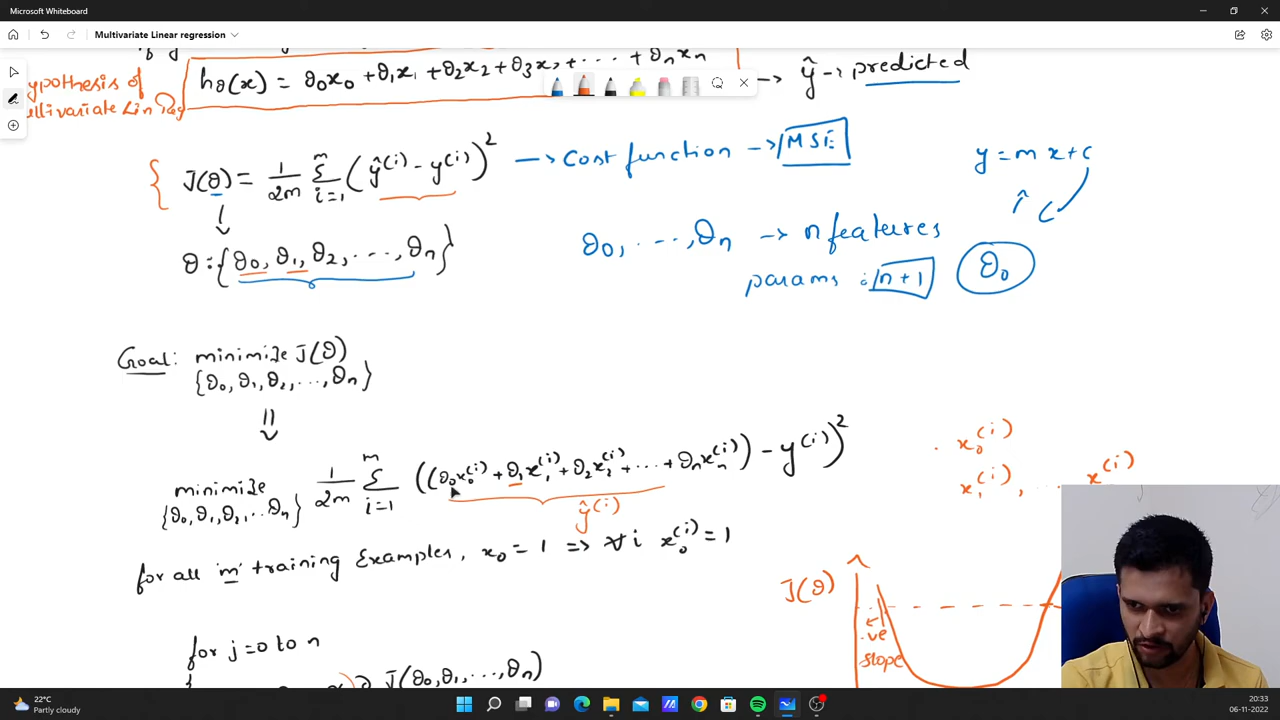 Microsoft Whiteboard
Multivariate Linear regression
ypothesis of
ultivariate Lin Reg
hθ(x) = θ0x0 + θ1x1 + θ2x2 + θ3x3 + ··· + θnxn
→ ŷ → predicted
J(θ) = 1/2m Σ i=1 m (ŷ(i) - y(i))² → Cost function → MSE
y = mx+c
θ : {θ0, θ1, θ2, ..., θn}
θ0, ..., θn → n features
params : n+1
θ0
Goal: minimize J(θ)
{θ0, θ1, θ2, ..., θn}
minimize
{θ0, θ1, θ2, ... θn}
1/2m Σ i=1 m ((θ0x0(i) + θ1x1(i) + θ2x2(i) + ··· + θnxn(i)) - y(i))²
ŷ(i)
x0(i)
x1(i), ... x(i)
for all 'm' training Examples, x0 = 1 => ∀i x0(i) = 1
J(θ)
-ve
slope
for j=0 to n
{
∂ J(θ0, θ1, ..., θn)
22°C
Partly cloudy
20:33
06-11-2022